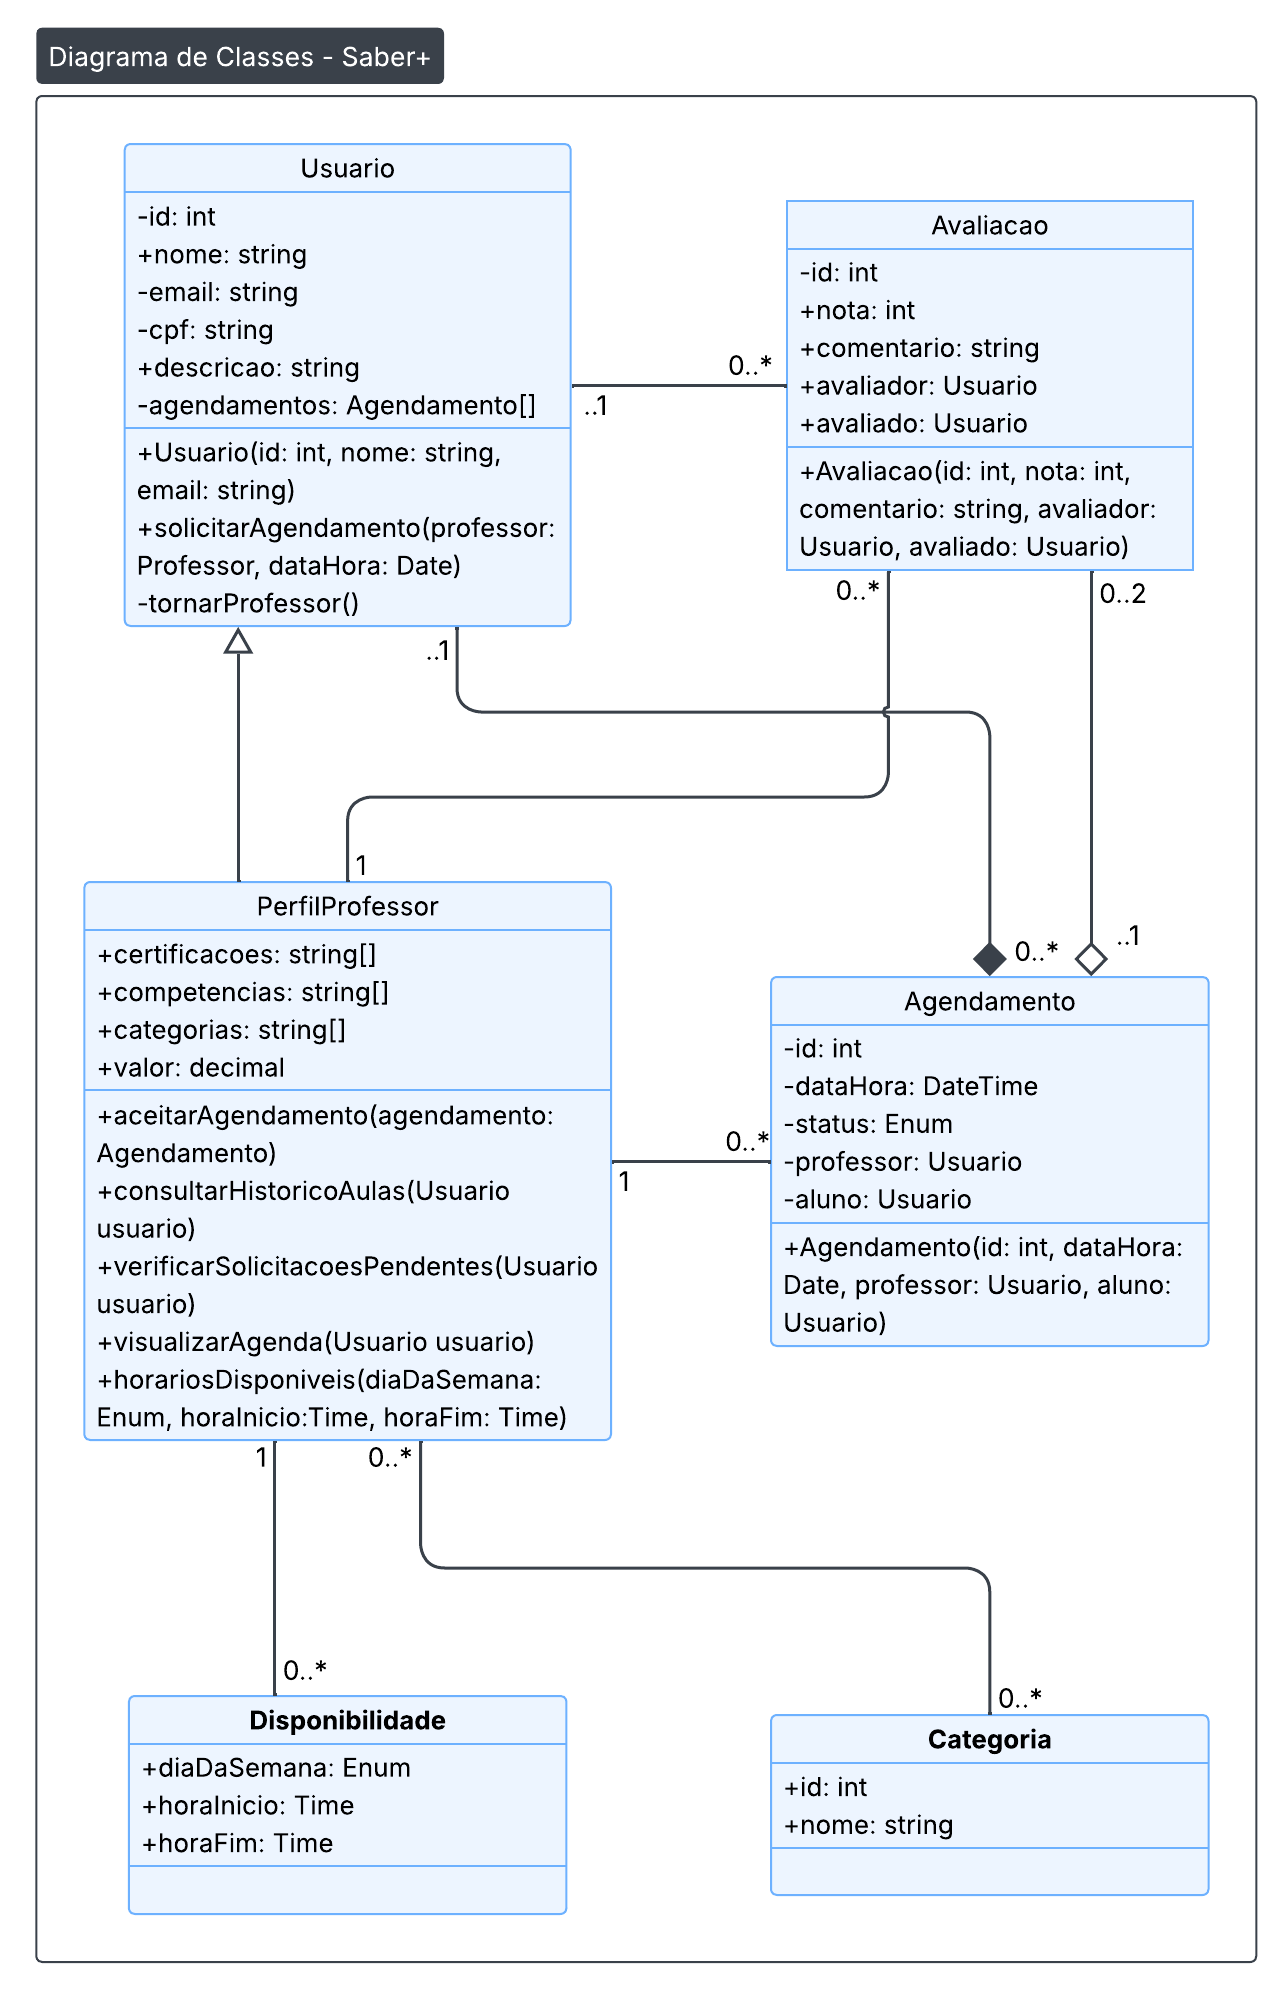 Diagrama de Classes - Saber+
Usuario
-id: int
+nome: string
-email: string
-cpf: string
+descricao: string
-agendamentos: Agendamento[]
+Usuario(id: int, nome: string,
email: string)
+solicitarAgendamento(professor:
Professor, dataHora: Date)
-tornarProfessor()
Avaliacao
-id: int
+nota: int
+comentario: string
+avaliador: Usuario
+avaliado: Usuario
+Avaliacao(id: int, nota: int,
comentario: string, avaliador:
Usuario, avaliado: Usuario)
0..*
..1
0..*
0..2
..1
1
0..*
..1
PerfilProfessor
+certificacoes: string[]
+competencias: string[]
+categorias: string[]
+valor: decimal
+aceitarAgendamento(agendamento:
Agendamento)
+consultarHistoricoAulas(Usuario
usuario)
+verificarSolicitacoesPendentes(Usuario
usuario)
+visualizarAgenda(Usuario usuario)
+horariosDisponiveis(diaDaSemana:
Enum, horaInicio:Time, horaFim: Time)
0..*
1
Agendamento
-id: int
-dataHora: DateTime
-status: Enum
-professor: Usuario
-aluno: Usuario
+Agendamento(id: int, dataHora:
Date, professor: Usuario, aluno:
Usuario)
1
0..*
0..*
0..*
Disponibilidade
+diaDaSemana: Enum
+horaInicio: Time
+horaFim: Time
Categoria
+id: int
+nome: string